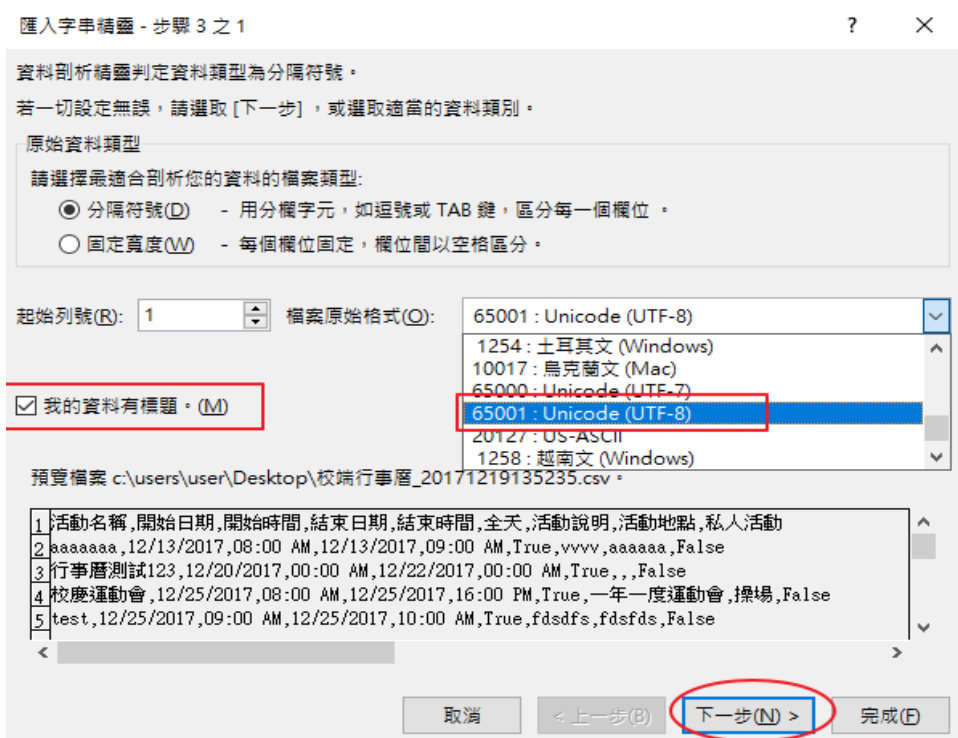 匯入字串精靈 - 步驟 3 之 1 ? ×
資料剖析精靈判定資料類型為分隔符號。
若一切設定無誤，請選取 [下一步]，或選取適當的資料類別。
原始資料類型
請選擇最適合剖析您的資料的檔案類型:
分隔符號(D) - 用分欄字元，如逗號或 TAB 鍵，區分每一個欄位 。
固定寬度(W) - 每個欄位固定，欄位間以空格區分。
起始列號(R): 1 檔案原始格式(O): 65001 : Unicode (UTF-8)
1254 : 土耳其文 (Windows)
10017 : 烏克蘭文 (Mac)
65000 : Unicode (UTF-7)
我的資料有標題。(M)
65001 : Unicode (UTF-8)
20127 : US-ASCII
1258 : 越南文 (Windows)
預覽檔案 c:\users\user\Desktop\校端行事曆_20171219135235.csv。
1 活動名稱,開始日期,開始時間,結束日期,結束時間,全天,活動說明,活動地點,私人活動
2 aaaaaaa,12/13/2017,08:00 AM,12/13/2017,09:00 AM,True,vvvv,aaaaaa,False
3 行事曆測試123,12/20/2017,00:00 AM,12/22/2017,00:00 AM,True,,,False
4 校慶運動會,12/25/2017,08:00 AM,12/25/2017,16:00 PM,True,一年一度運動會,操場,False
5 test,12/25/2017,09:00 AM,12/25/2017,10:00 AM,True,fdsdfs,fdsfds,False
取消 < 上一步(B) 下一步(N) > 完成(F)